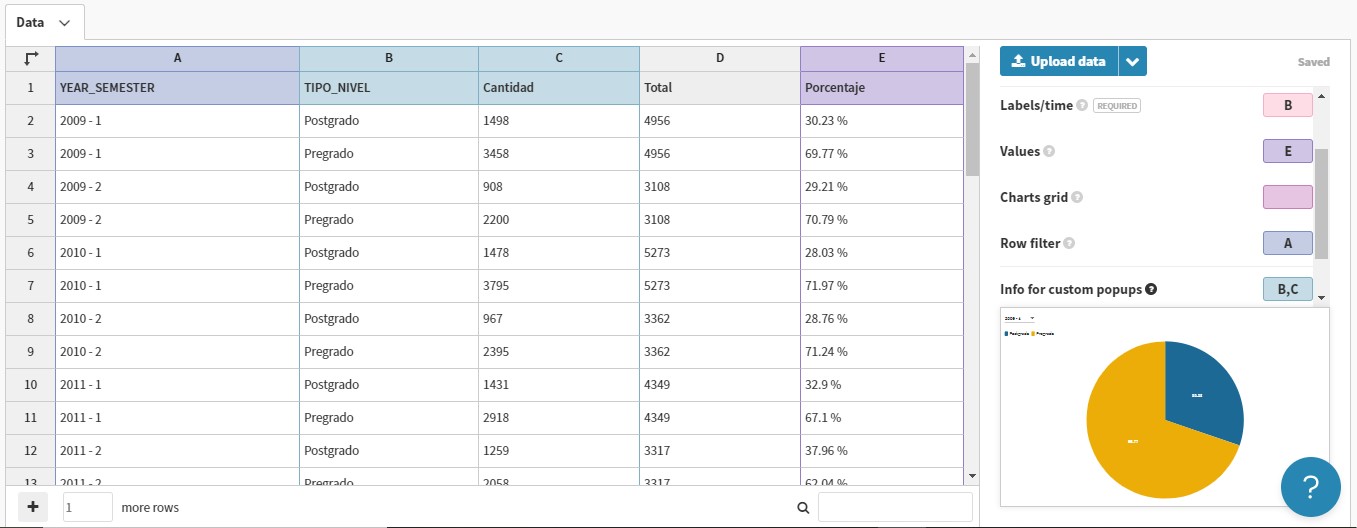 Data
A B C D E
1 YEAR_SEMESTER TIPO_NIVEL Cantidad Total Porcentaje
2 2009 - 1 Postgrado 1498 4956 30.23 %
3 2009 - 1 Pregrado 3458 4956 69.77 %
4 2009 - 2 Postgrado 908 3108 29.21 %
5 2009 - 2 Pregrado 2200 3108 70.79 %
6 2010 - 1 Postgrado 1478 5273 28.03 %
7 2010 - 1 Pregrado 3795 5273 71.97 %
8 2010 - 2 Postgrado 967 3362 28.76 %
9 2010 - 2 Pregrado 2395 3362 71.24 %
10 2011 - 1 Postgrado 1431 4349 32.9 %
11 2011 - 1 Pregrado 2918 4349 67.1 %
12 2011 - 2 Postgrado 1259 3317 37.96 %
13 2011 - 2 Pregrado 2058 3317 62.04 %
+ 1 more rows
Upload data Saved
Labels/time ? REQUIRED B
Values ? E
Charts grid ?
Row filter ? A
Info for custom popups ? B,C
2009 - 1
Postgrado Pregrado
?